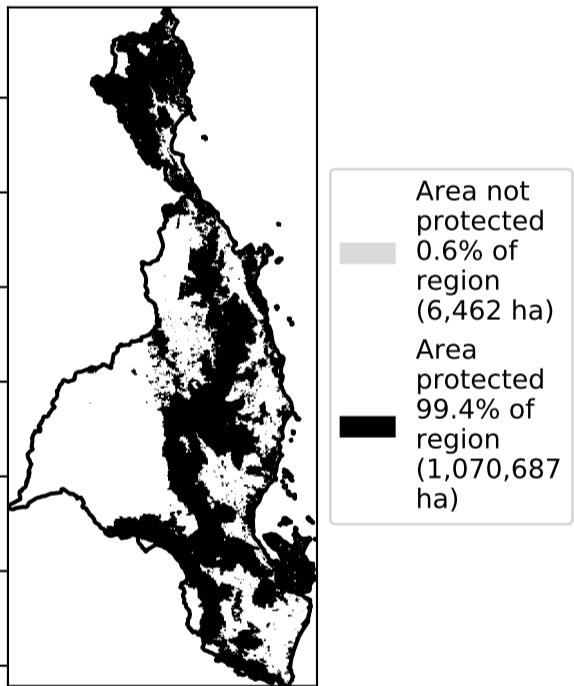 Area not
protected
0.6% of
region
(6,462 ha)
Area
protected
99.4% of
region
(1,070,687
ha)